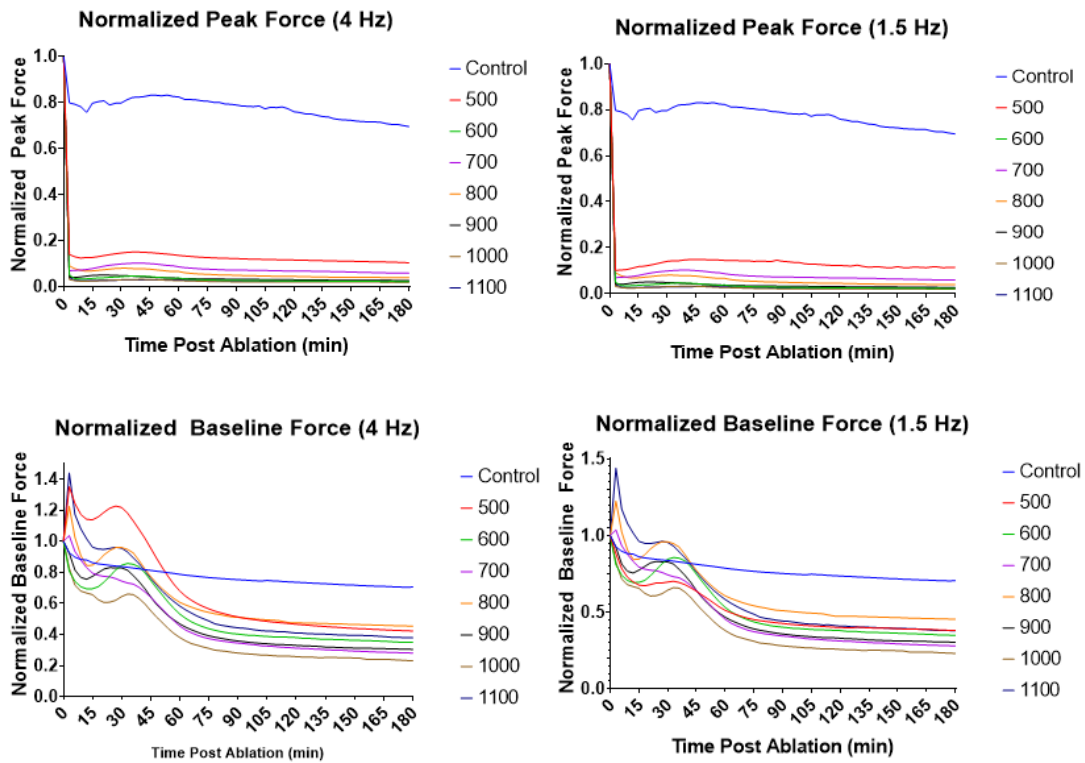 Normalized Peak Force (4 Hz)
Normalized Peak Force
1.0
0.8
0.6
0.4
0.2
0.0
0 15 30 45 60 75 90 105 120 135 150 165 180
Time Post Ablation (min)
Control
500
600
700
800
900
1000
1100
Normalized Peak Force (1.5 Hz)
Normalized Peak Force
1.0
0.8
0.6
0.4
0.2
0.0
0 15 30 45 60 75 90 105 120 135 150 165 180
Time Post Ablation (min)
Control
500
600
700
800
900
1000
1100
Normalized Baseline Force (4 Hz)
Normalized Baseline Force
1.4
1.2
1.0
0.8
0.6
0.4
0.2
0.0
0 15 30 45 60 75 90 105 120 135 150 165 180
Time Post Ablation (min)
Control
500
600
700
800
900
1000
1100
Normalized Baseline Force (1.5 Hz)
Normalized Baseline Force
1.5
1.0
0.5
0.0
0 15 30 45 60 75 90 105 120 135 150 165 180
Time Post Ablation (min)
Control
500
600
700
800
900
1000
1100